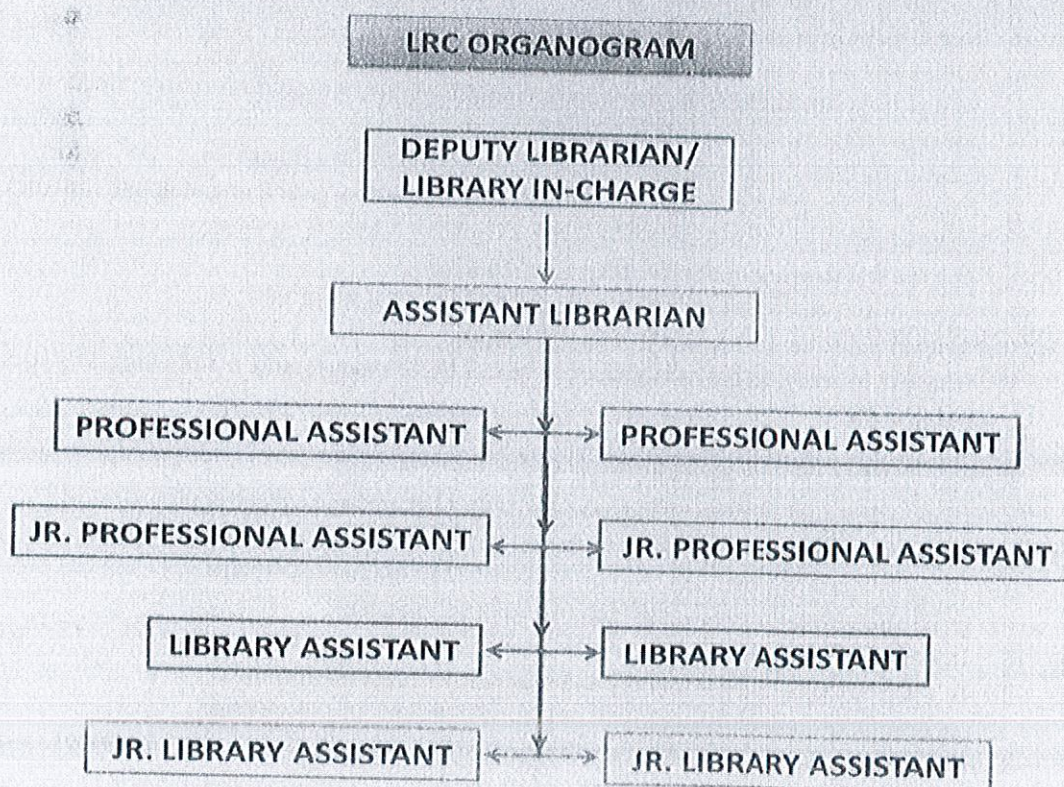 LRC ORGANOGRAM
DEPUTY LIBRARIAN/
LIBRARY IN-CHARGE
ASSISTANT LIBRARIAN
PROFESSIONAL ASSISTANT
PROFESSIONAL ASSISTANT
JR. PROFESSIONAL ASSISTANT
JR. PROFESSIONAL ASSISTANT
LIBRARY ASSISTANT
LIBRARY ASSISTANT
JR. LIBRARY ASSISTANT
JR. LIBRARY ASSISTANT